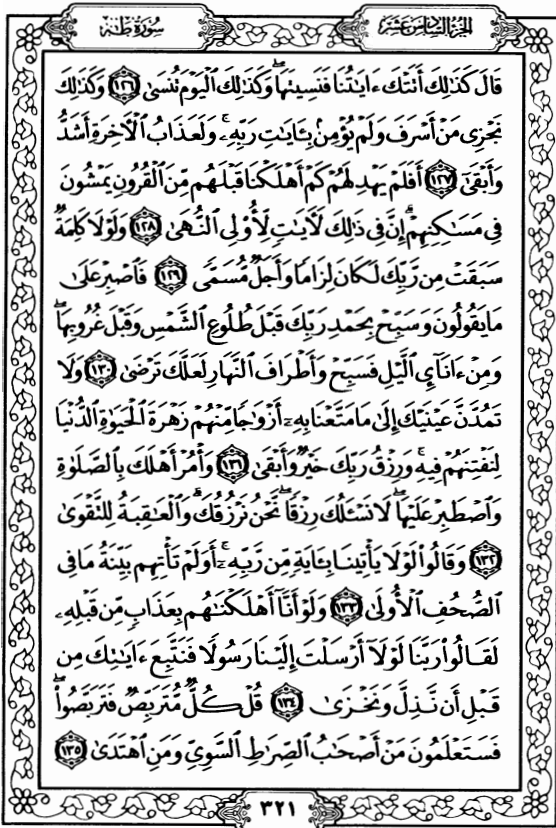 سُورَةُ طه
الجزء السادس عشر
قَالَ كَذَٰلِكَ أَتَتْكَ ءَايَٰتُنَا فَنَسِيتَهَا ۖ وَكَذَٰلِكَ ٱلْيَوْمَ تُنسَىٰ ١٢٦ وَكَذَٰلِكَ
نَجْزِى مَنْ أَسْرَفَ وَلَمْ يُؤْمِنۢ بِـَٔايَٰتِ رَبِّهِۦ ۚ وَلَعَذَابُ ٱلْءَاخِرَةِ أَشَدُّ
وَأَبْقَىٰٓ ١٢٧ أَفَلَمْ يَهْدِ لَهُمْ كَمْ أَهْلَكْنَا قَبْلَهُم مِّنَ ٱلْقُرُونِ يَمْشُونَ
فِى مَسَٰكِنِهِمْ ۗ إِنَّ فِى ذَٰلِكَ لَـَٔايَٰتٍ لِّأُو۟لِى ٱلنُّهَىٰ ١٢٨ وَلَوْلَا كَلِمَةٌ
سَبَقَتْ مِن رَّبِّكَ لَكَانَ لِزَامًا وَأَجَلٌ مُّسَمًّى ١٢٩ فَٱصْبِرْ عَلَىٰ
مَا يَقُولُونَ وَسَبِّحْ بِحَمْدِ رَبِّكَ قَبْلَ طُلُوعِ ٱلشَّمْسِ وَقَبْلَ غُرُوبِهَا ۖ
وَمِنْ ءَانَآئِ ٱلَّيْلِ فَسَبِّحْ وَأَطْرَافَ ٱلنَّهَارِ لَعَلَّكَ تَرْضَىٰ ١٣٠ وَلَا
تَمُدَّنَّ عَيْنَيْكَ إِلَىٰ مَا مَتَّعْنَا بِهِۦٓ أَزْوَٰجًا مِّنْهُمْ زَهْرَةَ ٱلْحَيَوٰةِ ٱلدُّنْيَا
لِنَفْتِنَهُمْ فِيهِ ۚ وَرِزْقُ رَبِّكَ خَيْرٌ وَأَبْقَىٰ ١٣١ وَأْمُرْ أَهْلَكَ بِٱلصَّلَوٰةِ
وَٱصْطَبِرْ عَلَيْهَا ۖ لَا نَسْـَٔلُكَ رِزْقًا ۖ نَّحْنُ نَرْزُقُكَ ۗ وَٱلْعَٰقِبَةُ لِلتَّقْوَىٰ
١٣٢ وَقَالُوا۟ لَوْلَا يَأْتِينَا بِـَٔايَةٍ مِّن رَّبِّهِۦٓ ۚ أَوَلَمْ تَأْتِهِم بَيِّنَةُ مَا فِى
ٱلصُّحُفِ ٱلْأُولَىٰ ١٣٣ وَلَوْ أَنَّآ أَهْلَكْنَٰهُم بِعَذَابٍ مِّن قَبْلِهِۦ
لَقَالُوا۟ رَبَّنَا لَوْلَآ أَرْسَلْتَ إِلَيْنَا رَسُولًا فَنَتَّبِعَ ءَايَٰتِكَ مِن
قَبْلِ أَن نَّذِلَّ وَنَخْزَىٰ ١٣٤ قُلْ كُلٌّ مُّتَرَبِّصٌ فَتَرَبَّصُوا۟ ۖ
فَسَتَعْلَمُونَ مَنْ أَصْحَٰبُ ٱلصِّرَٰطِ ٱلسَّوِىِّ وَمَنِ ٱهْتَدَىٰ ١٣٥
٣٢١